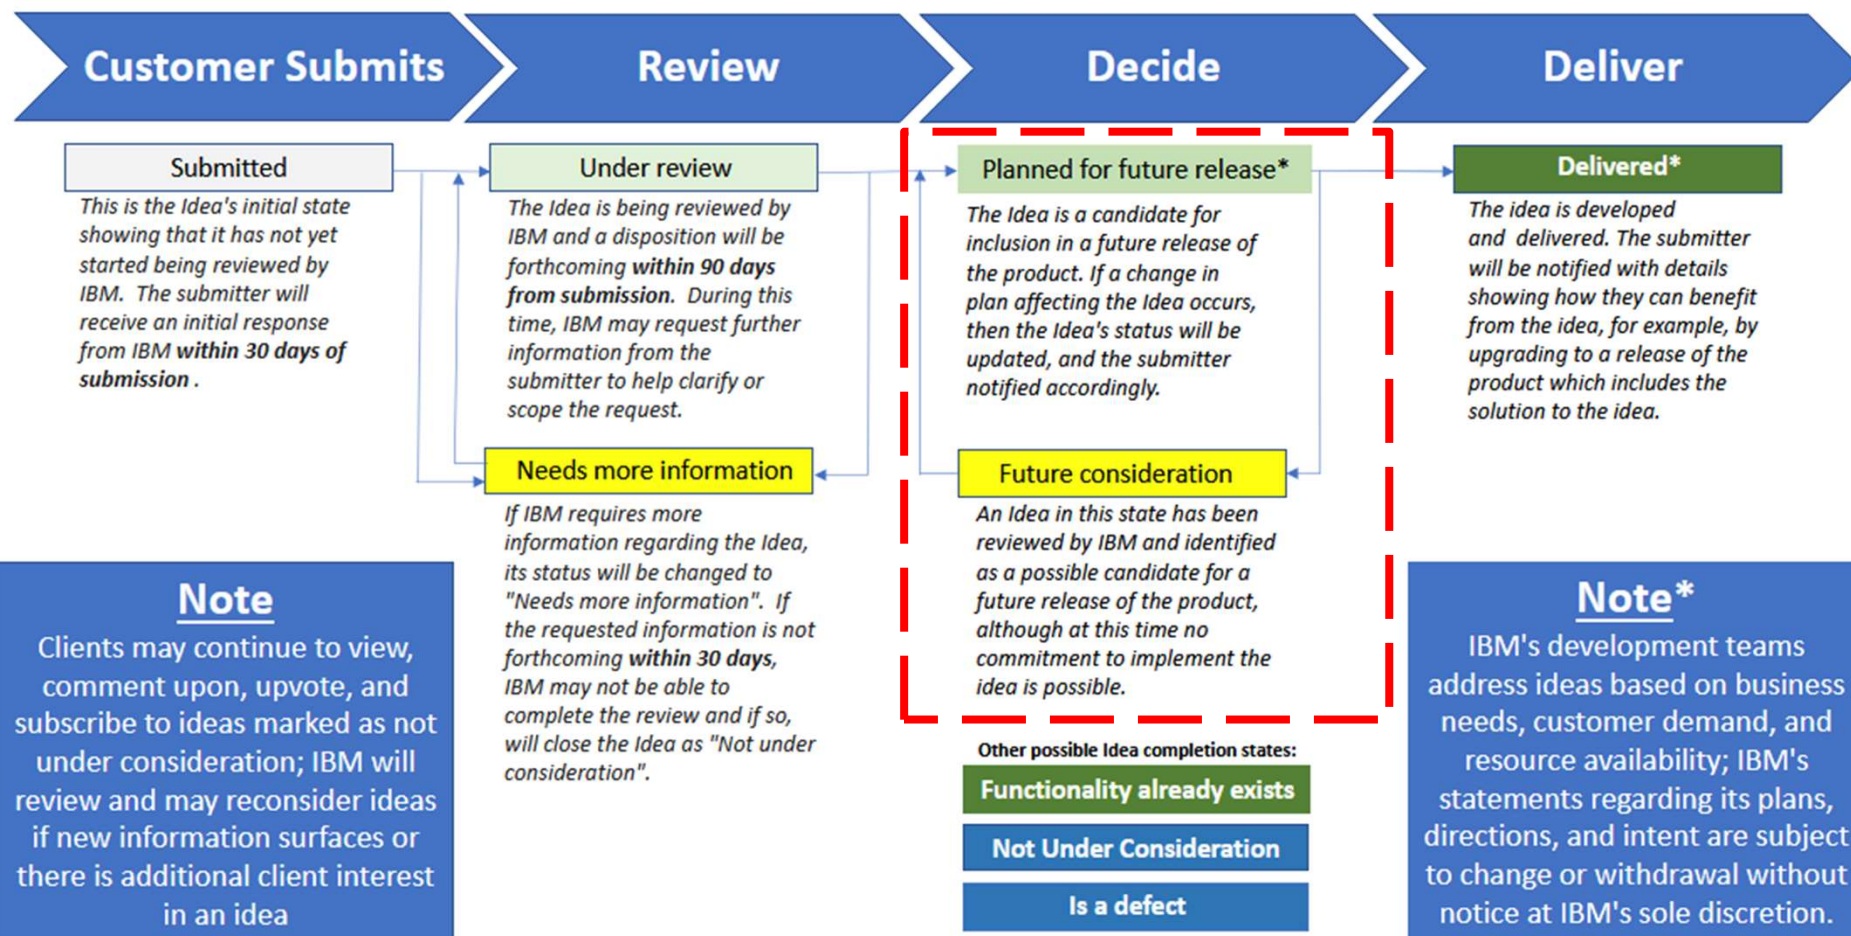 Customer Submits
Review
Decide
Deliver
Submitted
This is the Idea's initial state
showing that it has not yet
started being reviewed by
IBM. The submitter will
receive an initial response
from IBM within 30 days of
submission .
Under review
The Idea is being reviewed by
IBM and a disposition will be
forthcoming within 90 days
from submission. During this
time, IBM may request further
information from the
submitter to help clarify or
scope the request.
Needs more information
If IBM requires more
information regarding the Idea,
its status will be changed to
"Needs more information". If
the requested information is not
forthcoming within 30 days,
IBM may not be able to
complete the review and if so,
will close the Idea as "Not under
consideration".
Planned for future release*
The Idea is a candidate for
inclusion in a future release of
the product. If a change in
plan affecting the Idea occurs,
then the Idea's status will be
updated, and the submitter
notified accordingly.
Future consideration
An Idea in this state has been
reviewed by IBM and identified
as a possible candidate for a
future release of the product,
although at this time no
commitment to implement the
idea is possible.
Other possible Idea completion states:
Functionality already exists
Not Under Consideration
Is a defect
Delivered*
The idea is developed
and delivered. The submitter
will be notified with details
showing how they can benefit
from the idea, for example, by
upgrading to a release of the
product which includes the
solution to the idea.
Note
Clients may continue to view,
comment upon, upvote, and
subscribe to ideas marked as not
under consideration; IBM will
review and may reconsider ideas
if new information surfaces or
there is additional client interest
in an idea
Note*
IBM's development teams
address ideas based on business
needs, customer demand, and
resource availability; IBM's
statements regarding its plans,
directions, and intent are subject
to change or withdrawal without
notice at IBM's sole discretion.